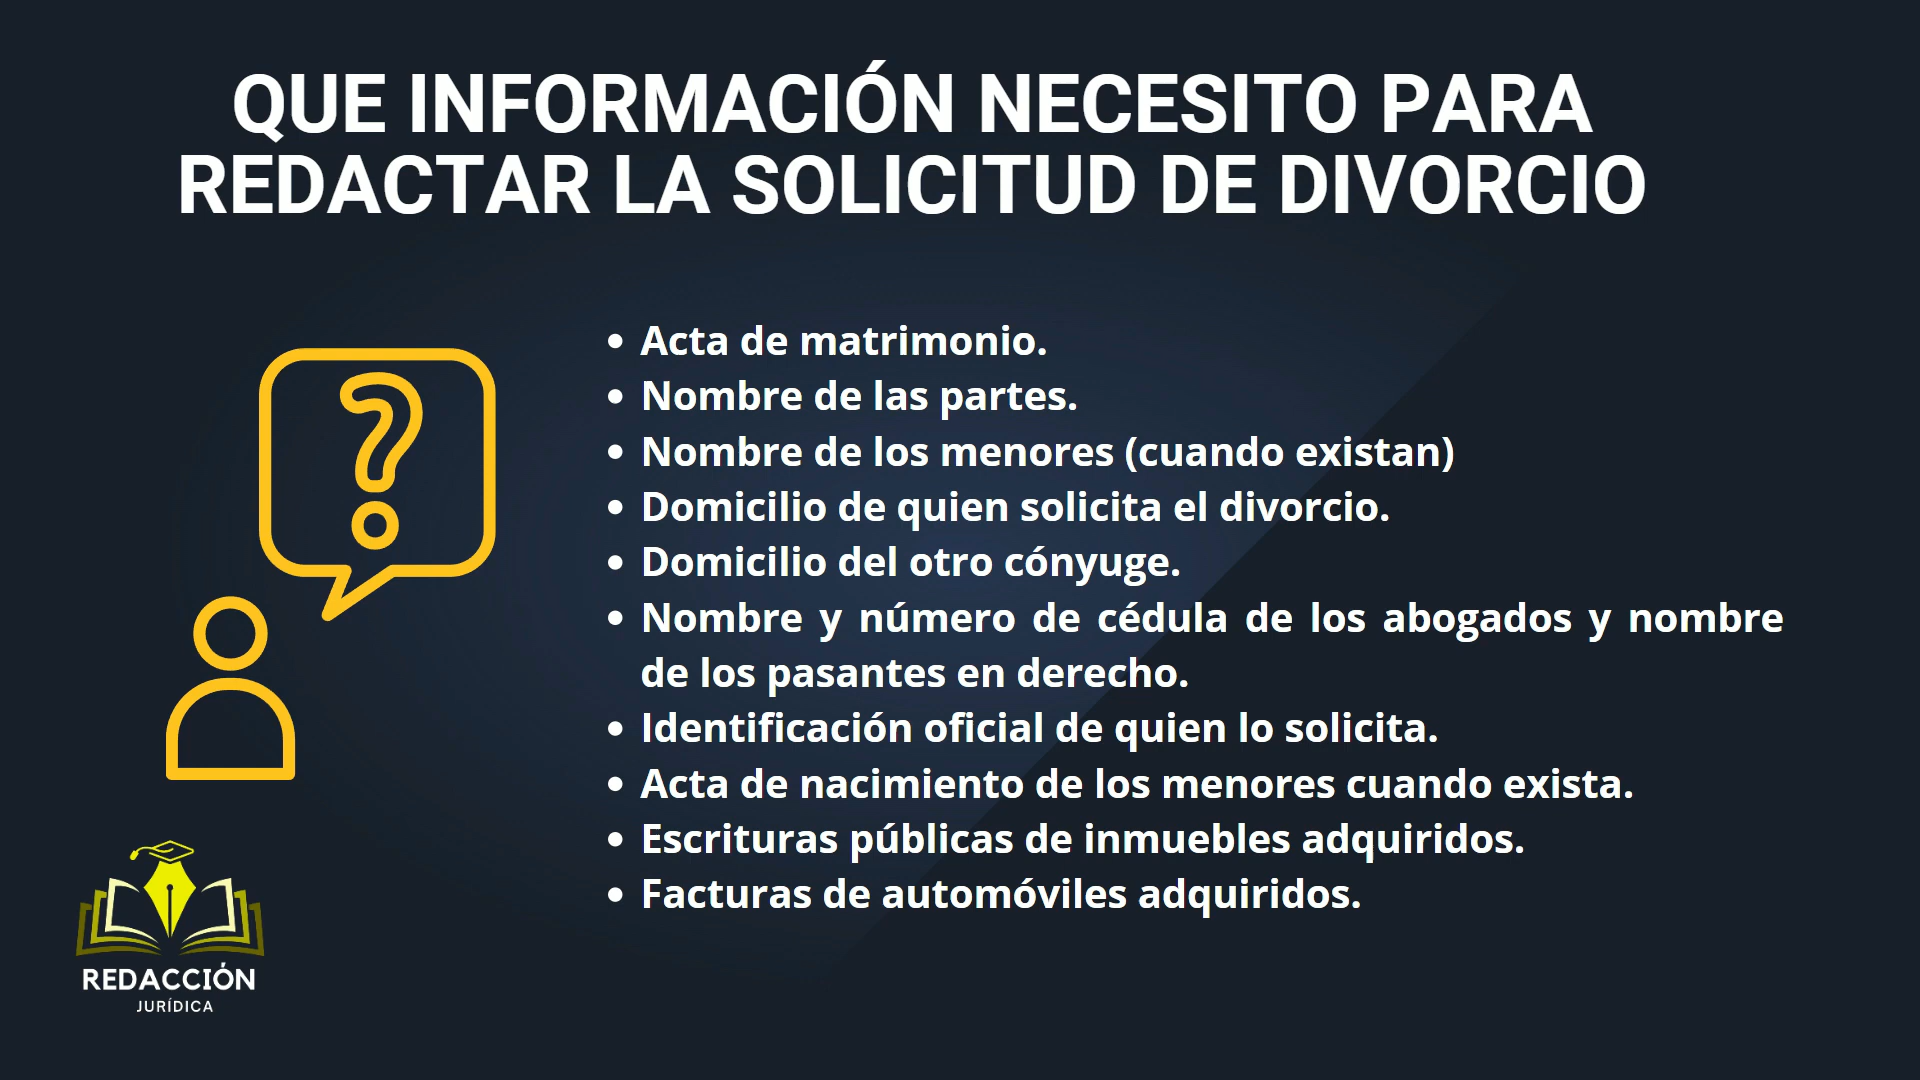 QUE INFORMACIÓN NECESITO PARA
REDACTAR LA SOLICITUD DE DIVORCIO
• Acta de matrimonio.
• Nombre de las partes.
• Nombre de los menores (cuando existan)
• Domicilio de quien solicita el divorcio.
• Domicilio del otro cónyuge.
• Nombre y número de cédula de los abogados y nombre
de los pasantes en derecho.
• Identificación oficial de quien lo solicita.
• Acta de nacimiento de los menores cuando exista.
• Escrituras públicas de inmuebles adquiridos.
• Facturas de automóviles adquiridos.
REDACCIÓN
JURÍDICA